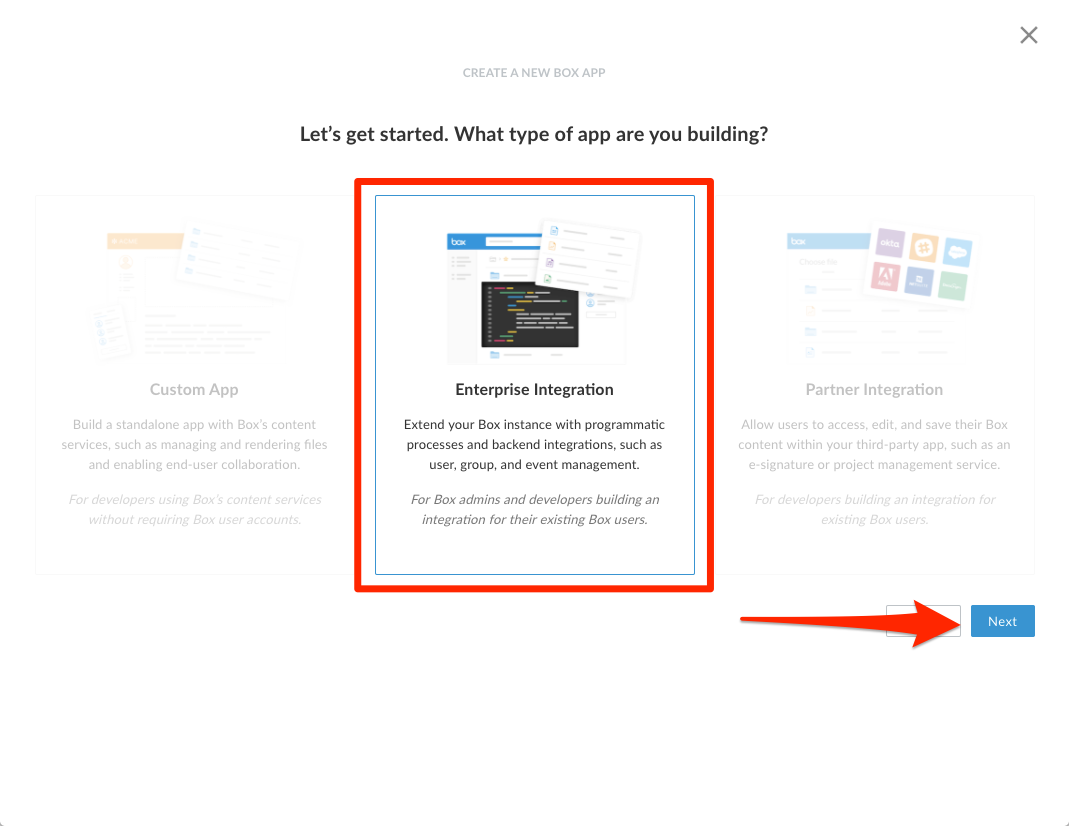 CREATE A NEW BOX APP
Let's get started. What type of app are you building?
box
box
Choose file
okta
Custom App
Enterprise Integration
Partner Integration
Build a standalone app with Box's content
services, such as managing and rendering files
and enabling end-user collaboration.
For developers using Box's content services
without requiring Box user accounts.
Extend your Box instance with programmatic
processes and backend integrations, such as
user, group, and event management.
For Box admins and developers building an
integration for their existing Box users.
Allow users to access, edit, and save their Box
content within your third-party app, such as an
e-signature or project management service.
For developers building an integration for
existing Box users.
Next